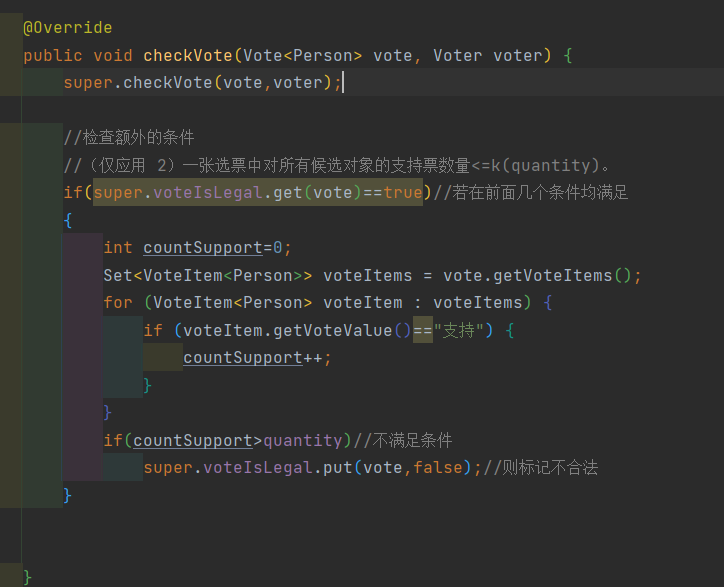 @Override
public void checkVote(Vote<Person> vote, Voter voter) {
super.checkVote(vote,voter);
//检查额外的条件
//（仅应用 2）一张选票中对所有候选对象的支持票数量<=k(quantity)。
if(super.voteIsLegal.get(vote)==true)//若在前面几个条件均满足
{
int countSupport=0;
Set<VoteItem<Person>> voteItems = vote.getVoteItems();
for (VoteItem<Person> voteItem : voteItems) {
if (voteItem.getVoteValue()=="支持") {
countSupport++;
}
}
if(countSupport>quantity)//不满足条件
super.voteIsLegal.put(vote,false);//则标记不合法
}
}